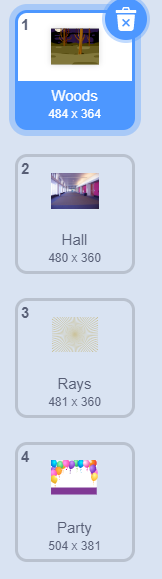 1
Woods
484 x 364
2
Hall
480 x 360
3
Rays
481 x 360
4
Party
504 x 381